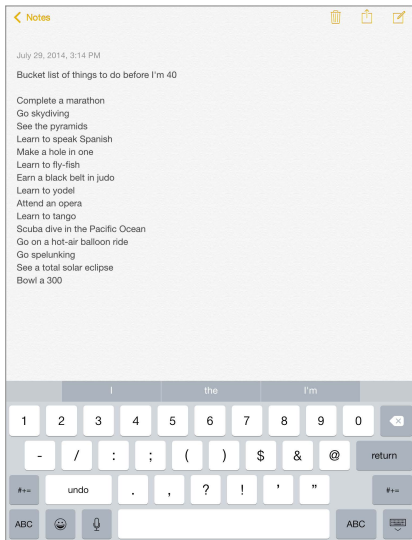 Notes
July 29, 2014, 3:14 PM
Bucket list of things to do before I'm 40
Complete a marathon
Go skydiving
See the pyramids
Learn to speak Spanish
Make a hole in one
Learn to fly-fish
Earn a black belt in judo
Learn to yodel
Attend an opera
Learn to tango
Scuba dive in the Pacific Ocean
Go on a hot-air balloon ride
Go spelunking
See a total solar eclipse
Bowl a 300
I the I'm
1 2 3 4 5 6 7 8 9 0
- / : ; ( ) $ & @ return
#+= undo . , ? ! ' " #+=
ABC ABC